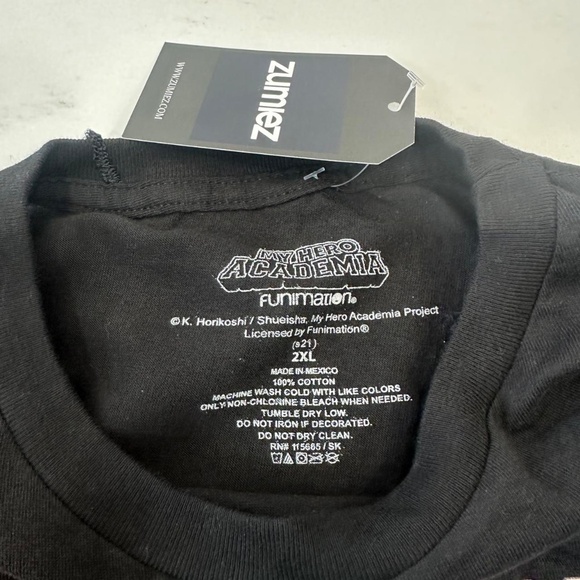 WWW.ZUMIEZ.COM
zumiez
MY HERO
ACADEMIA
FUNIMATION®
© K. Horikoshi / Shueisha, My Hero Academia Project
Licensed by Funimation®
(s21)
2XL
MADE IN MEXICO
100% COTTON
MACHINE WASH COLD WITH LIKE COLORS
ONLY NON-CHLORINE BLEACH WHEN NEEDED.
TUMBLE DRY LOW.
DO NOT IRON IF DECORATED.
DO NOT DRY CLEAN.
RN# 115665 / SK